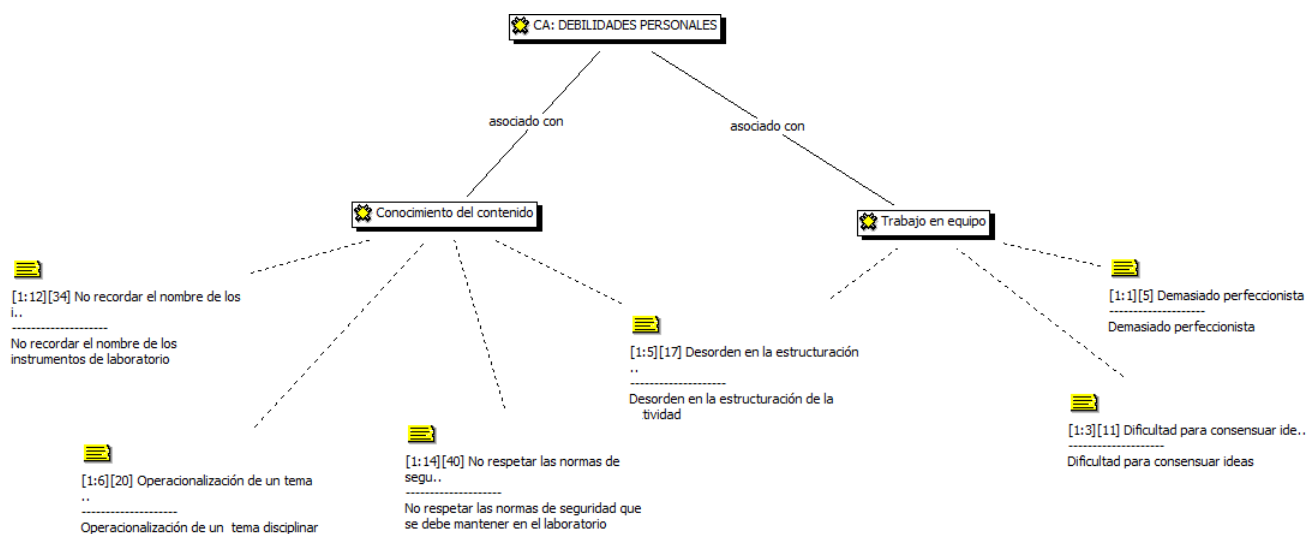 CA: DEBILIDADES PERSONALES
asociado con
asociado con
Conocimiento del contenido
Trabajo en equipo
[1:12][34] No recordar el nombre de los
i..
--------------------
No recordar el nombre de los
instrumentos de laboratorio
[1:1][5] Demasiado perfeccionista
--------------------
Demasiado perfeccionista
[1:5][17] Desorden en la estructuración
..
--------------------
Desorden en la estructuración de la
tividad
[1:3][11] Dificultad para consensuar ide..
--------------------
Dificultad para consensuar ideas
[1:6][20] Operacionalización de un tema
..
--------------------
Operacionalización de un tema disciplinar
[1:14][40] No respetar las normas de
segu..
--------------------
No respetar las normas de seguridad que
se debe mantener en el laboratorio